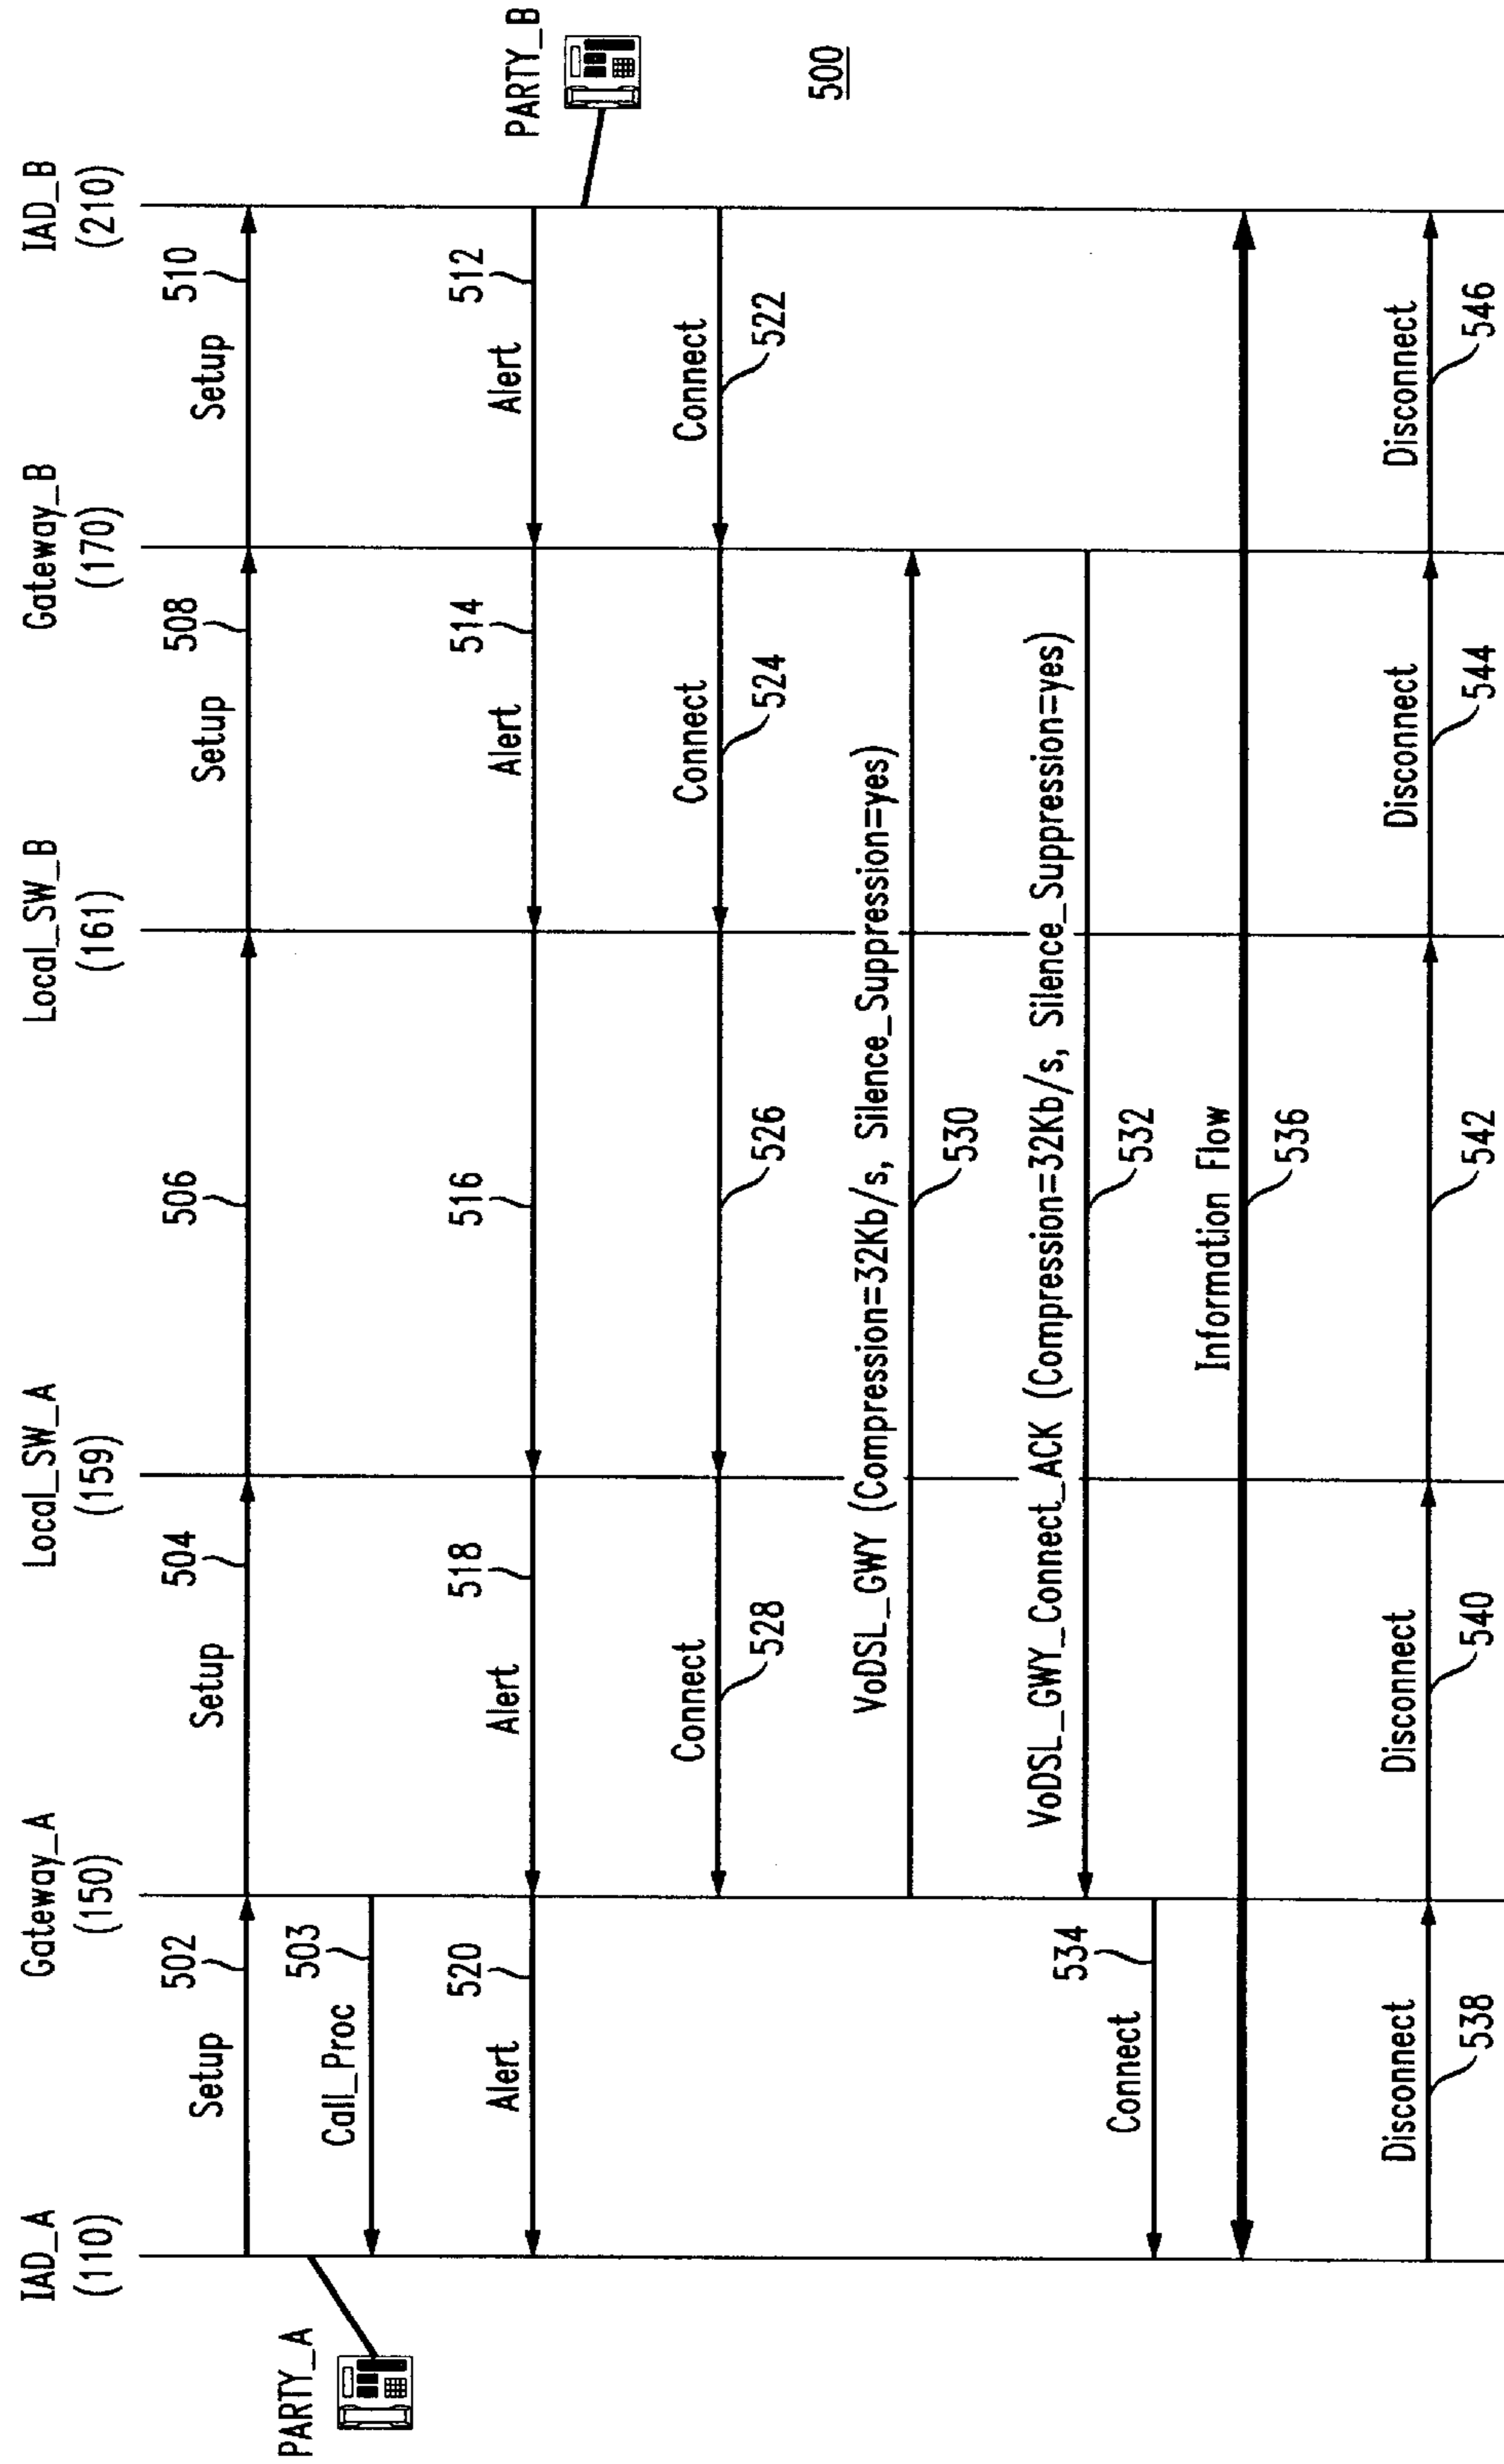 IAD_A
(110)
Gateway_A
(150)
Local_SW_A
(159)
Local_SW_B
(161)
Gateway_B
(170)
IAD_B
(210)
502
504
506
508
510
Setup
Setup
Setup
Setup
PARTY_A
503
Call_Proc
520
518
516
514
512
Alert
Alert
Alert
Alert
PARTY_B
Connect
528
526
Connect
524
Connect
522
VoDSL_GWY (Compression=32Kb/s, Silence_Suppression=yes)
530
500
VoDSL_GWY_Connect_ACK (Compression=32Kb/s, Silence_Suppression=yes)
532
534
Connect
Information Flow
536
Disconnect
538
Disconnect
540
542
Disconnect
544
Disconnect
546